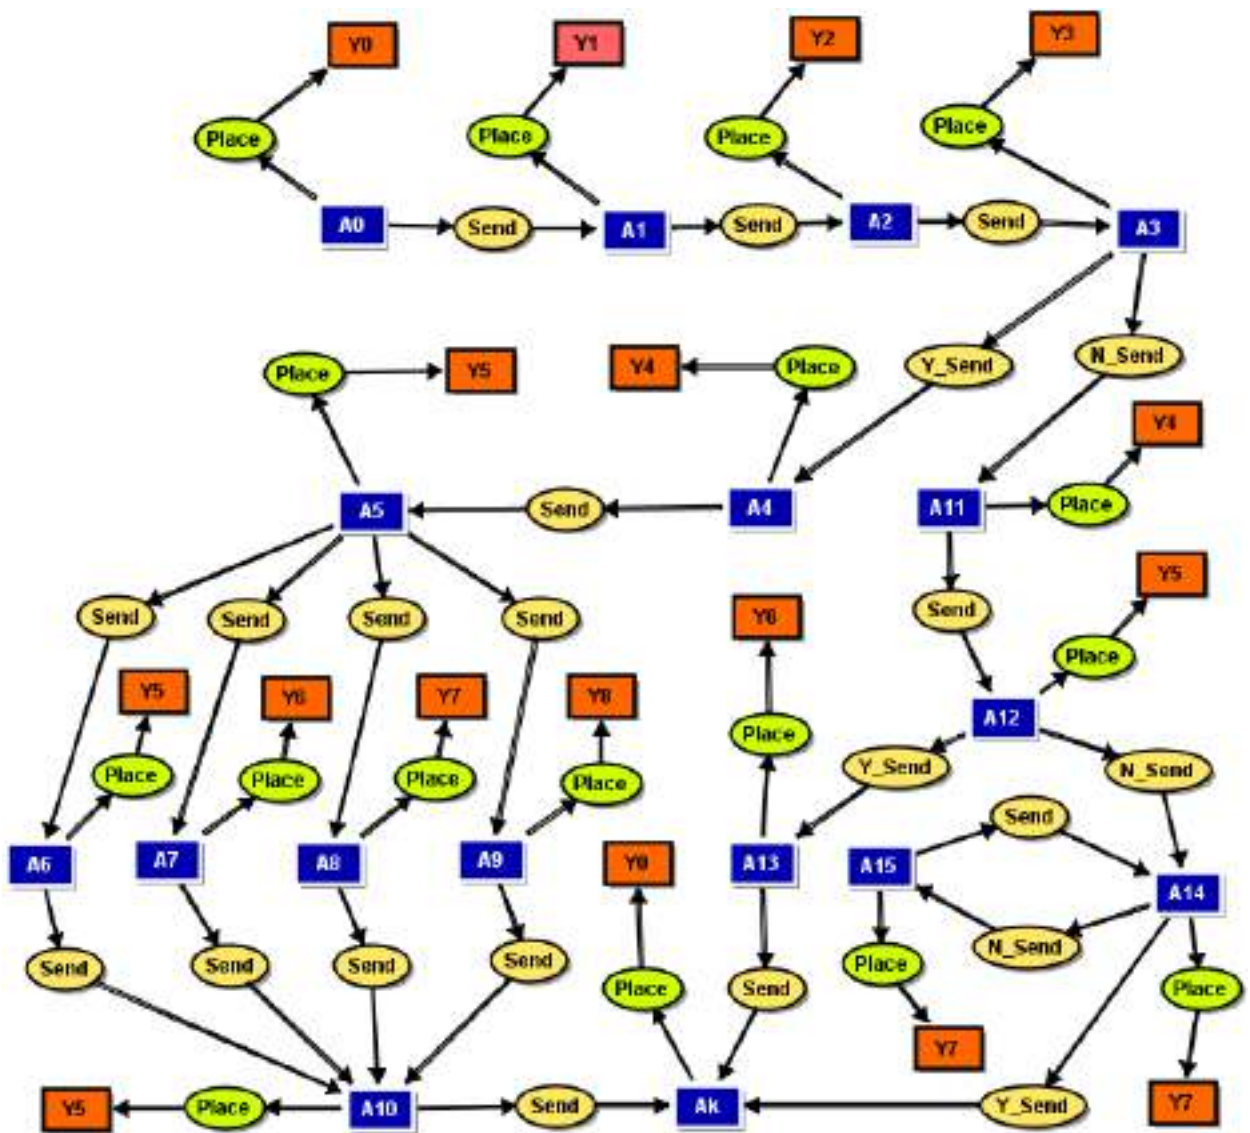 Y0 Y1 Y2 Y3
Place Place Place Place
A0 Send A1 Send A2 Send A3
Place Y5 Y4 Place Y_Send N_Send
Y4
A5 Send A4 A11 Place
Y5
Send Send Send Send Y6 Send
Place
Y5 Y6 Y7 Y8 A12
Place Place Place Place Place Y_Send N_Send
Send
A6 A7 A8 A9 Y0 A13 A15 A14
N_Send
Send Send Send Send Place Send Place Place
Y7
Y5 Place A10 Send Ak Y_Send Y7